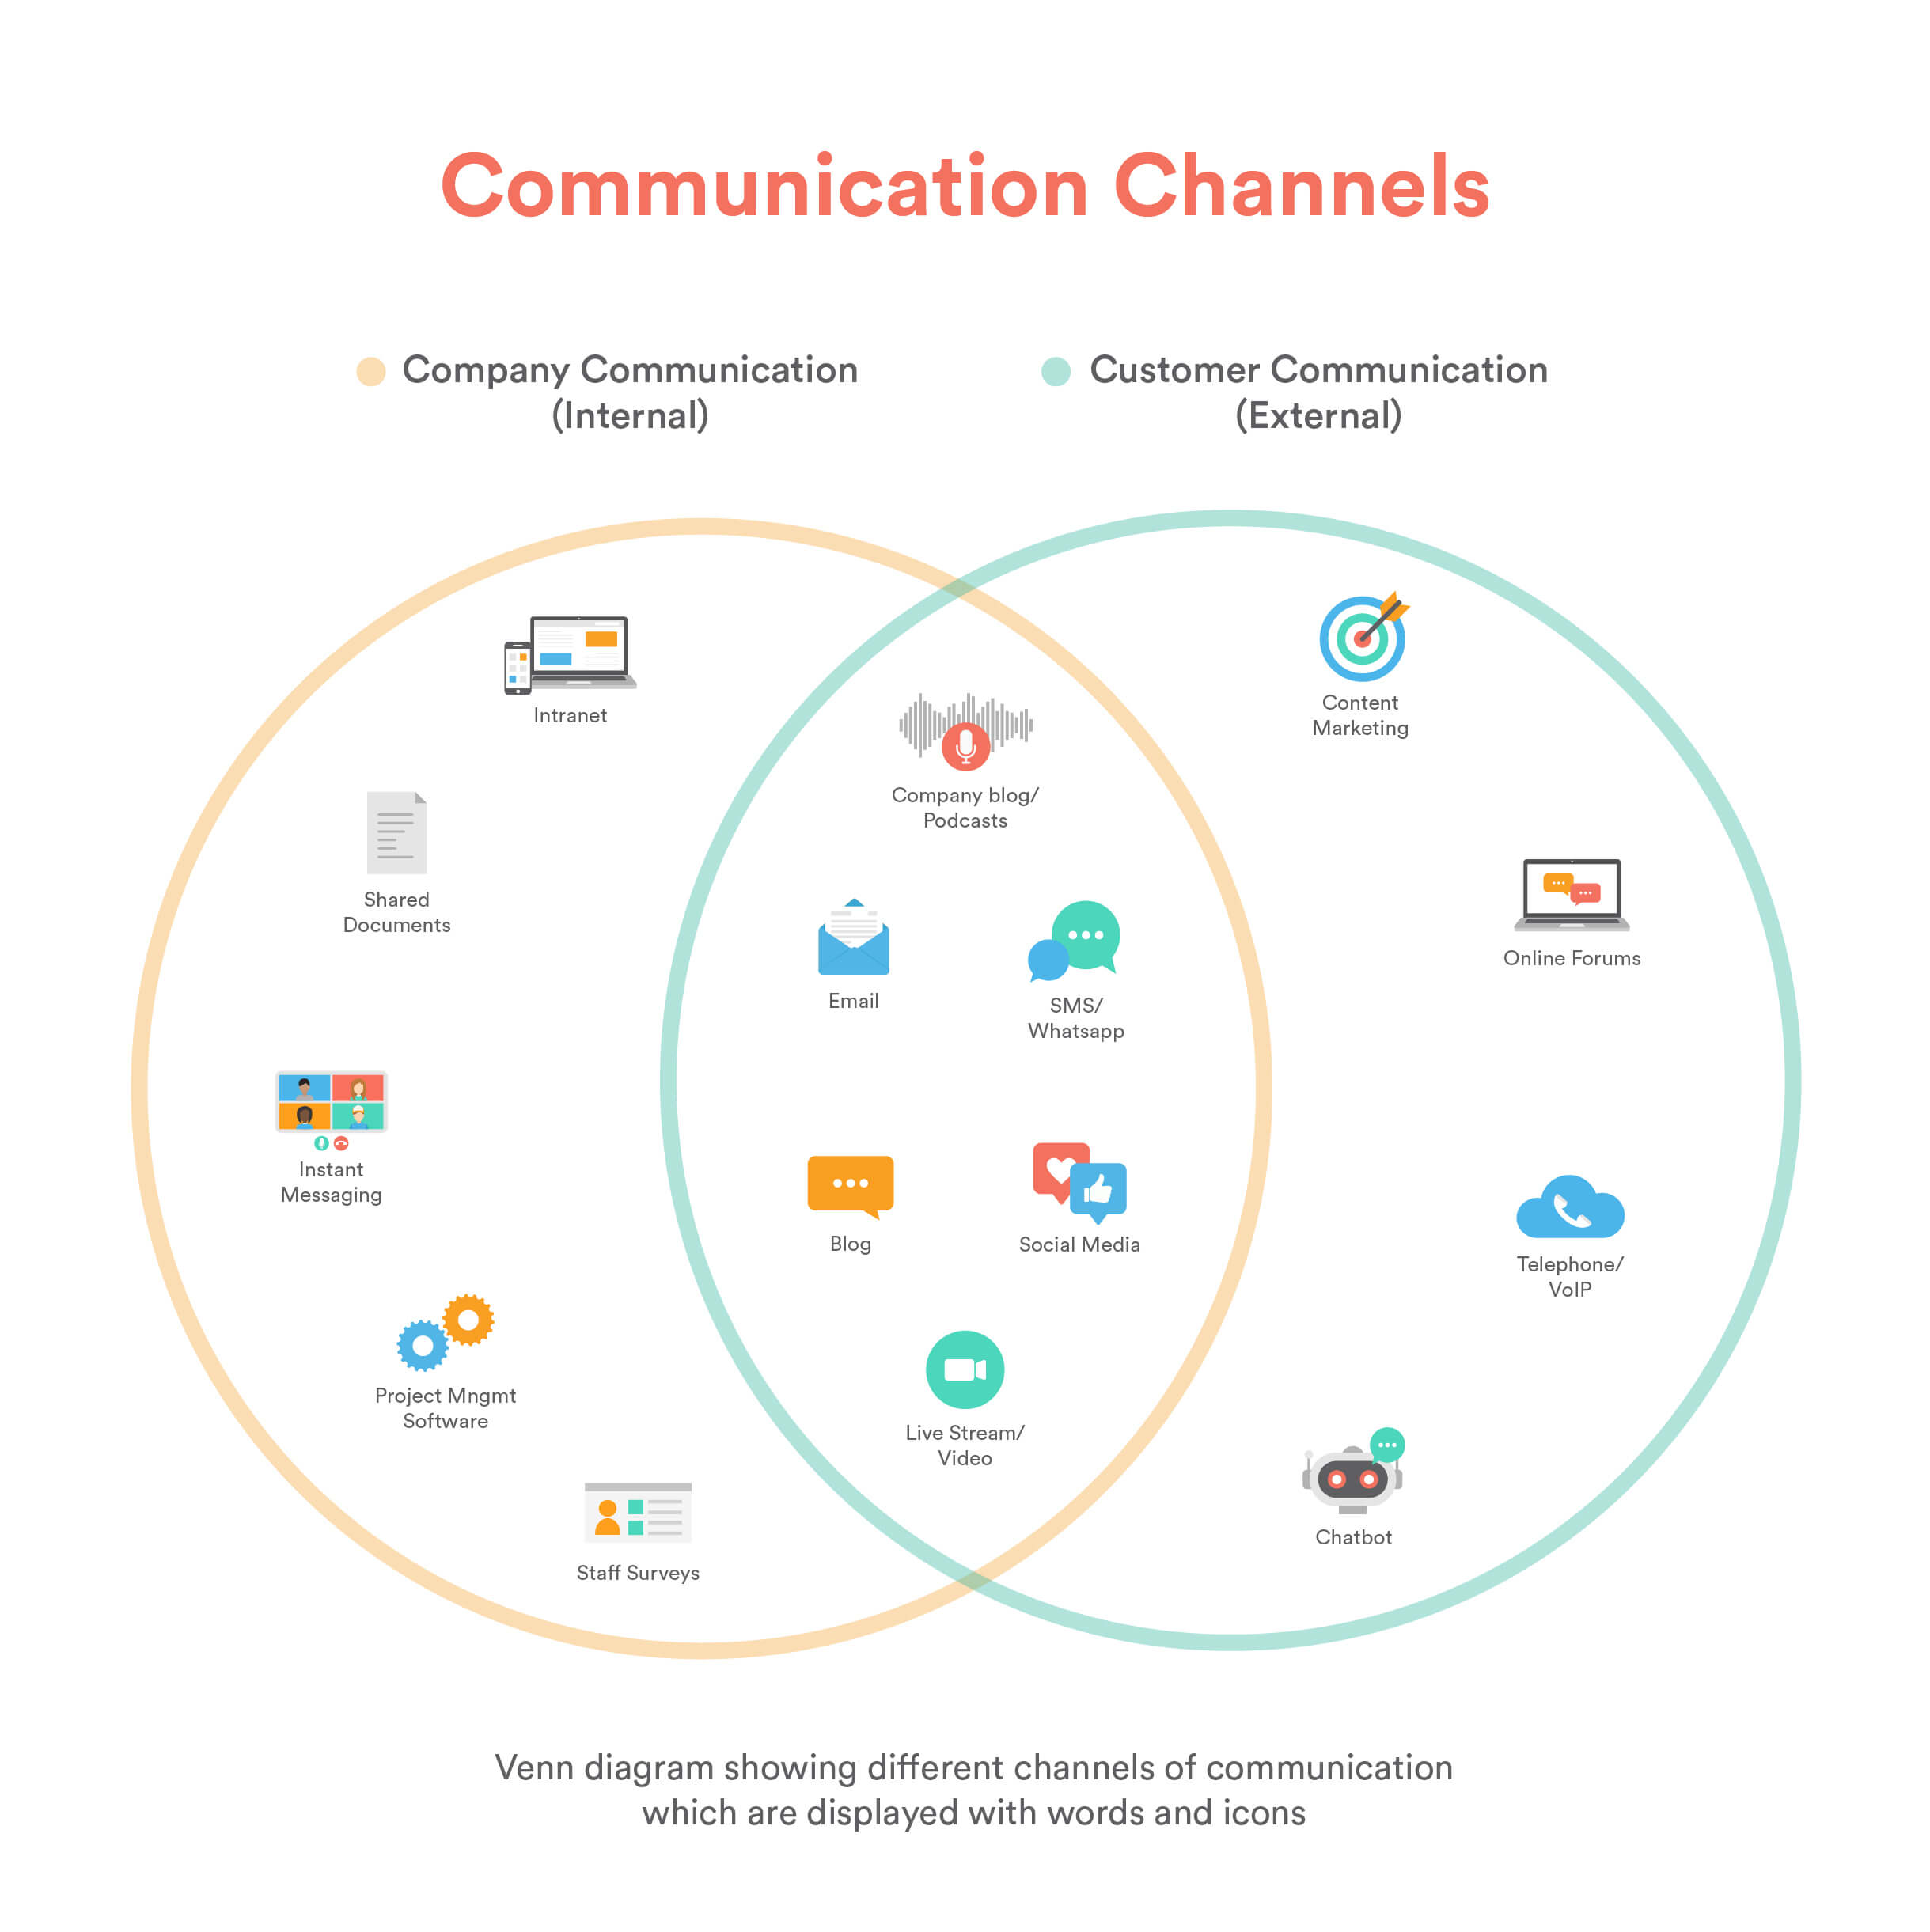 Communication Channels
Company Communication
(Internal)
Customer Communication
(External)
Intranet
Shared
Documents
Instant
Messaging
Project Mngmt
Software
Staff Surveys
Company blog/
Podcasts
Email
SMS/
Whatsapp
Blog
Social Media
Live Stream/
Video
Content
Marketing
Online Forums
Telephone/
VoIP
Chatbot
Venn diagram showing different channels of communication
which are displayed with words and icons